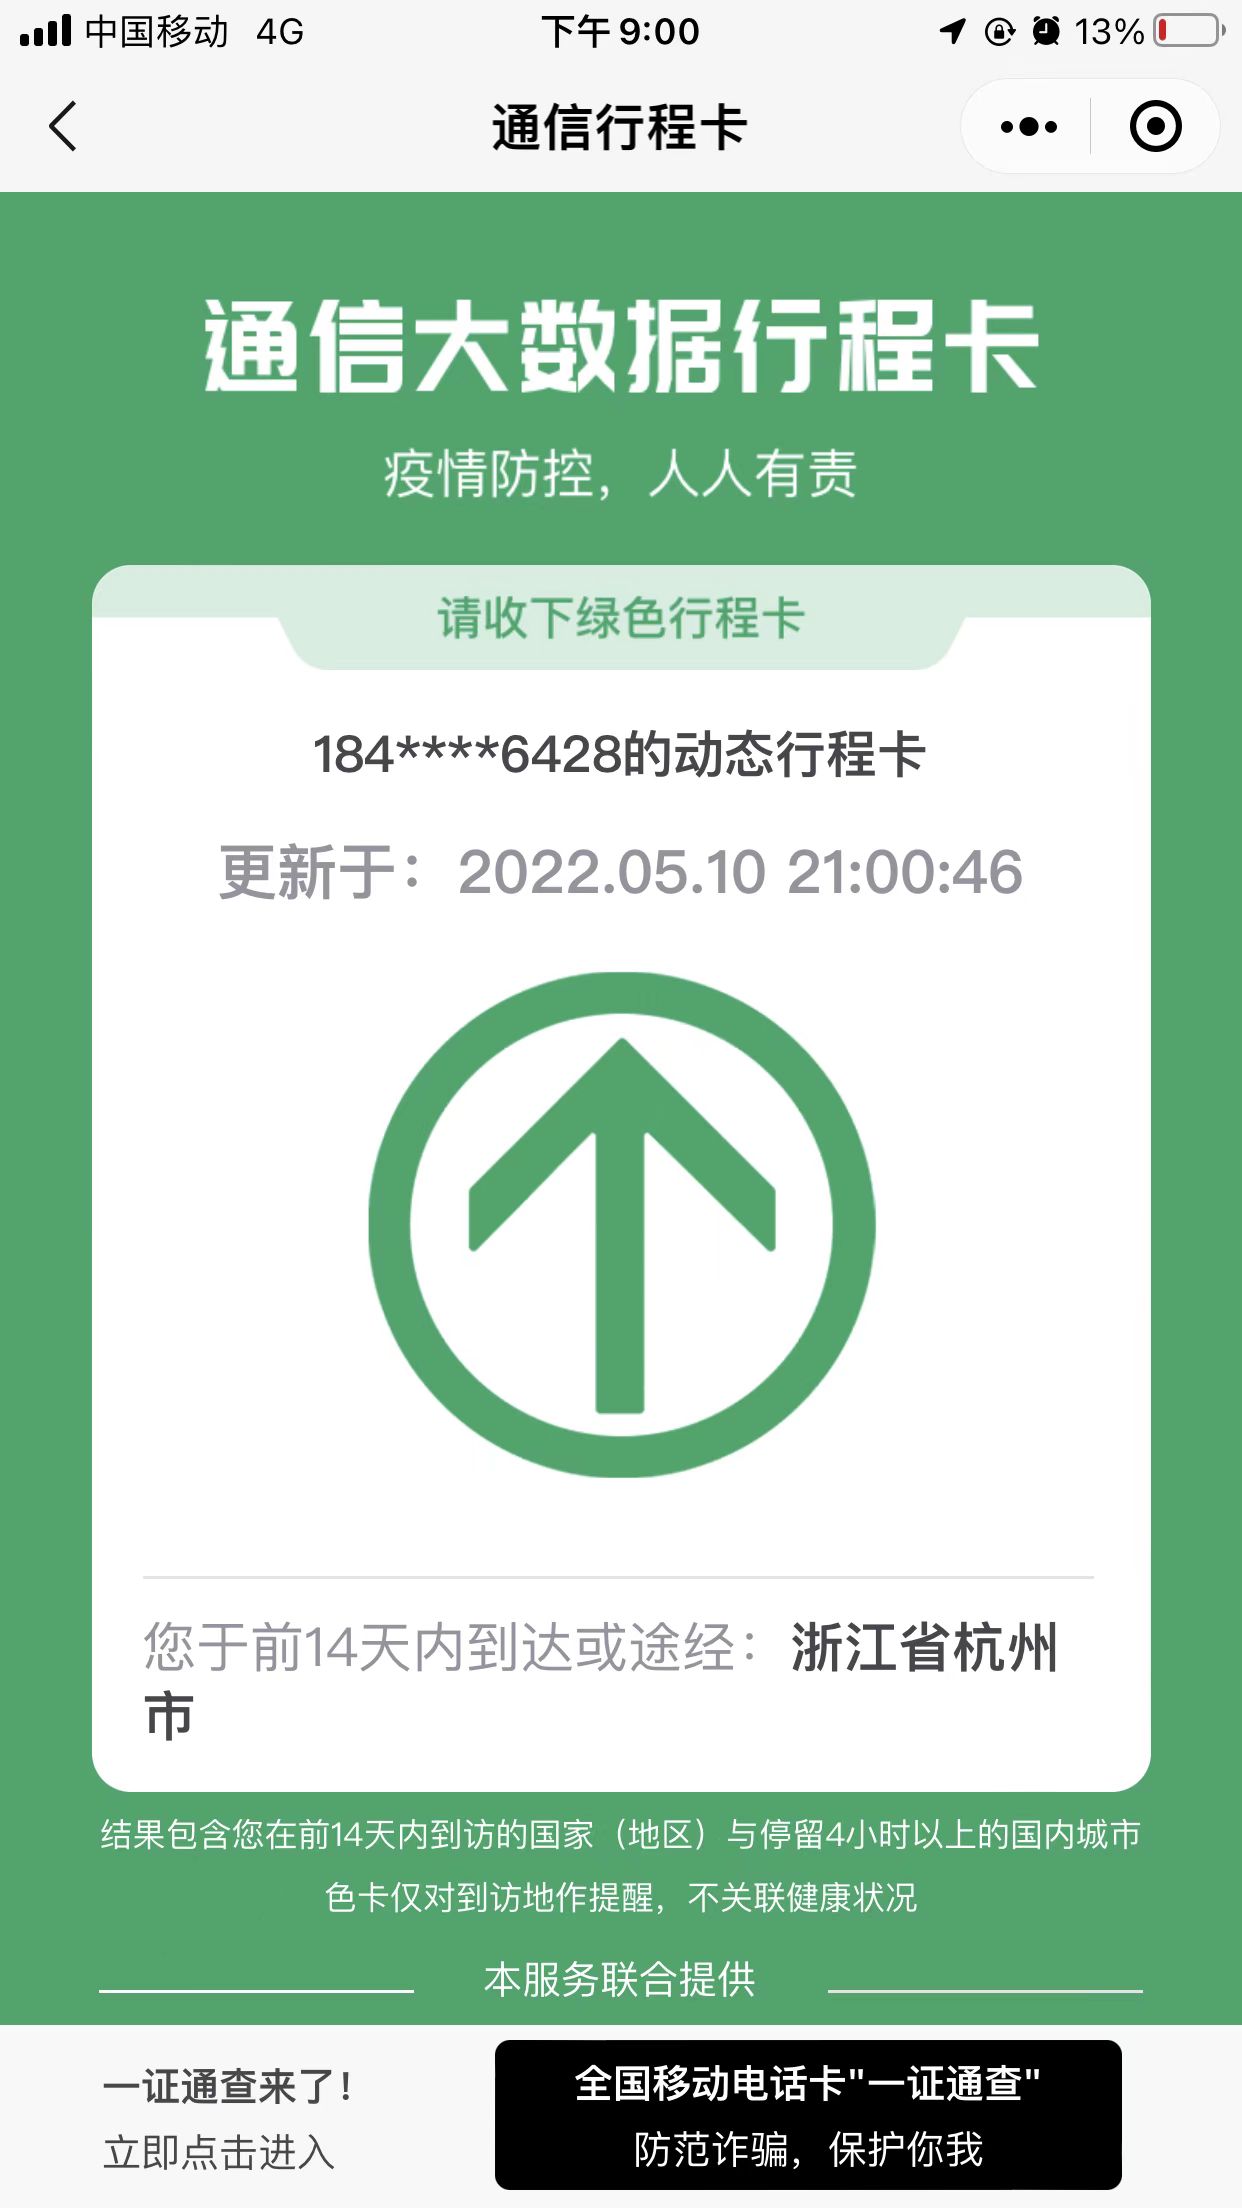 中国移动 4G 下午 9:00 13%
通信行程卡
通信大数据行程卡
疫情防控，人人有责
请收下绿色行程卡
184****6428的动态行程卡
更新于：2022.05.10 21:00:46
您于前14天内到达或途经：浙江省杭州
市
结果包含您在前14天内到访的国家（地区）与停留4小时以上的国内城市
色卡仅对到访地作提醒，不关联健康状况
本服务联合提供
一证通查来了！
立即点击进入
全国移动电话卡"一证通查"
防范诈骗，保护你我